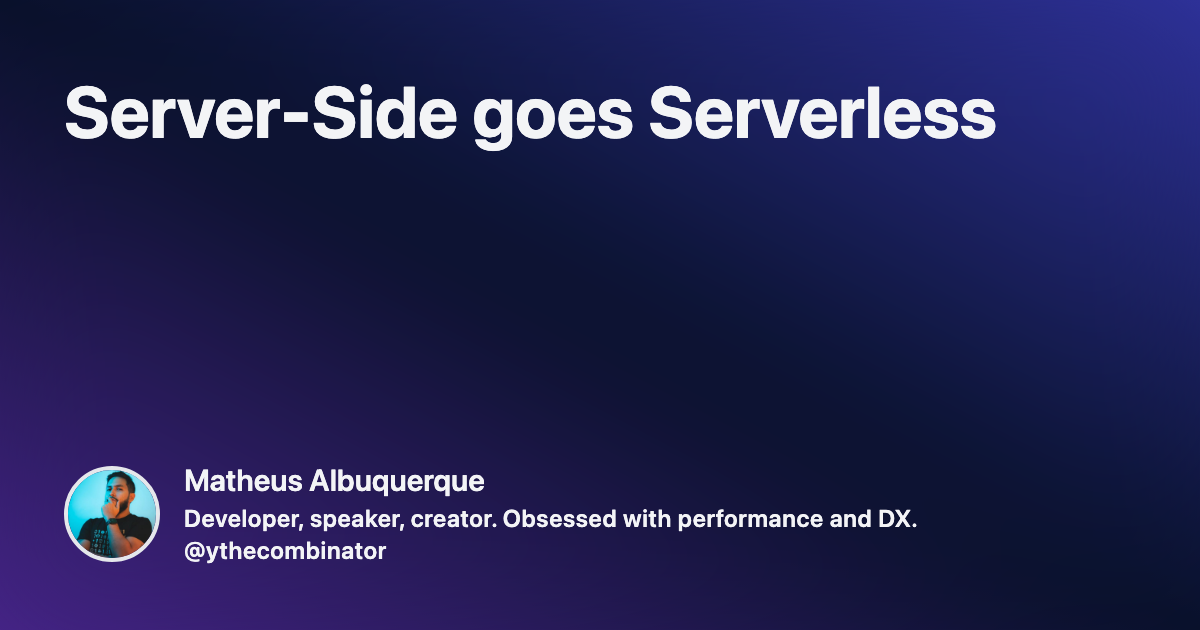 Server-Side goes Serverless
Matheus Albuquerque
Developer, speaker, creator. Obsessed with performance and DX.
@ythecombinator